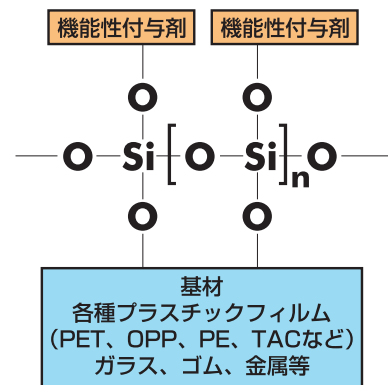 機能性付与剤 機能性付与剤
O O
O Si [ O Si ]n O
O O
基材
各種プラスチックフィルム
(PET、OPP、PE、TACなど)
ガラス、ゴム、金属等